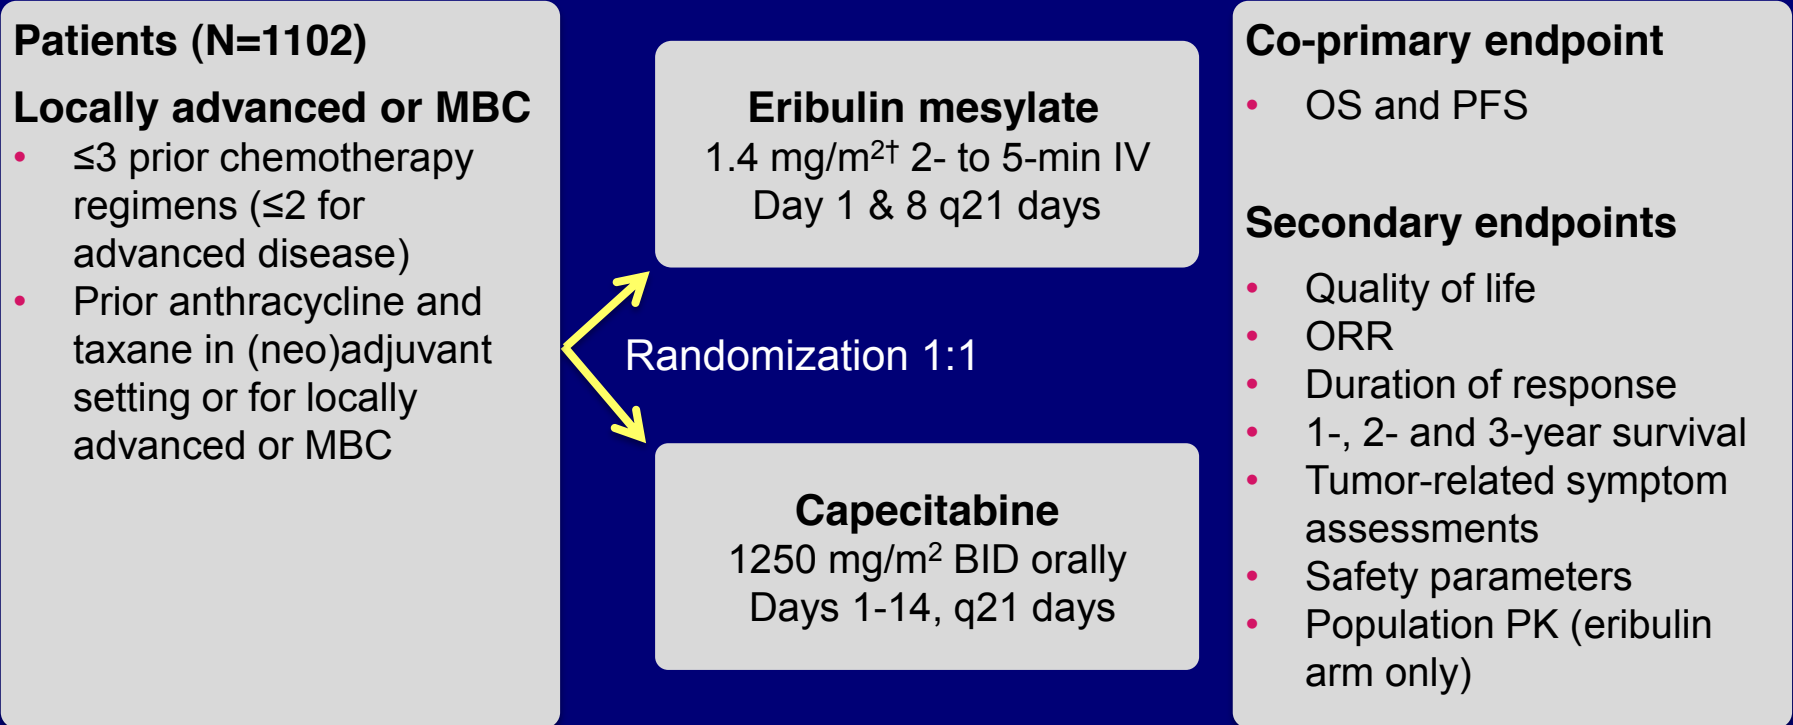 Patients (N=1102)
Locally advanced or MBC
• ≤3 prior chemotherapy
regimens (≤2 for
advanced disease)
• Prior anthracycline and
taxane in (neo)adjuvant
setting or for locally
advanced or MBC
Eribulin mesylate
1.4 mg/m²† 2- to 5-min IV
Day 1 & 8 q21 days
Randomization 1:1
Capecitabine
1250 mg/m² BID orally
Days 1-14, q21 days
Co-primary endpoint
• OS and PFS
Secondary endpoints
• Quality of life
• ORR
• Duration of response
• 1-, 2- and 3-year survival
• Tumor-related symptom
assessments
• Safety parameters
• Population PK (eribulin
arm only)